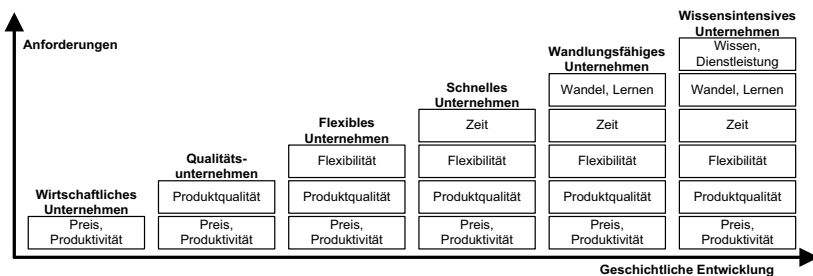 Anforderungen
Wirtschaftliches
Unternehmen
Preis,
Produktivität
Qualitäts-
unternehmen
Produktqualität
Preis,
Produktivität
Flexibles
Unternehmen
Flexibilität
Produktqualität
Preis,
Produktivität
Schnelles
Unternehmen
Zeit
Flexibilität
Produktqualität
Preis,
Produktivität
Wandlungsfähiges
Unternehmen
Wandel, Lernen
Zeit
Flexibilität
Produktqualität
Preis,
Produktivität
Wissensintensives
Unternehmen
Wissen,
Dienstleistung
Wandel, Lernen
Zeit
Flexibilität
Produktqualität
Preis,
Produktivität
Geschichtliche Entwicklung